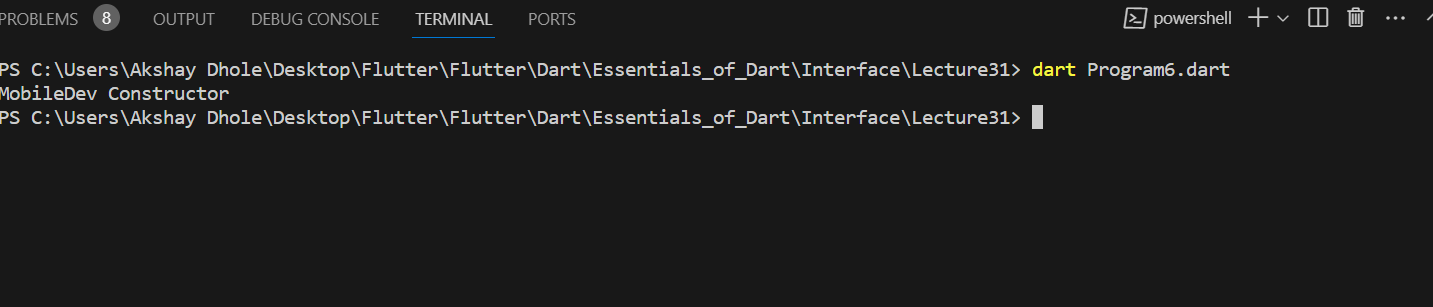 PROBLEMS 8 OUTPUT DEBUG CONSOLE TERMINAL PORTS powershell
PS C:\Users\Akshay Dhole\Desktop\Flutter\Flutter\Dart\Essentials_of_Dart\Interface\Lecture31> dart Program6.dart
MobileDev Constructor
PS C:\Users\Akshay Dhole\Desktop\Flutter\Flutter\Dart\Essentials_of_Dart\Interface\Lecture31>